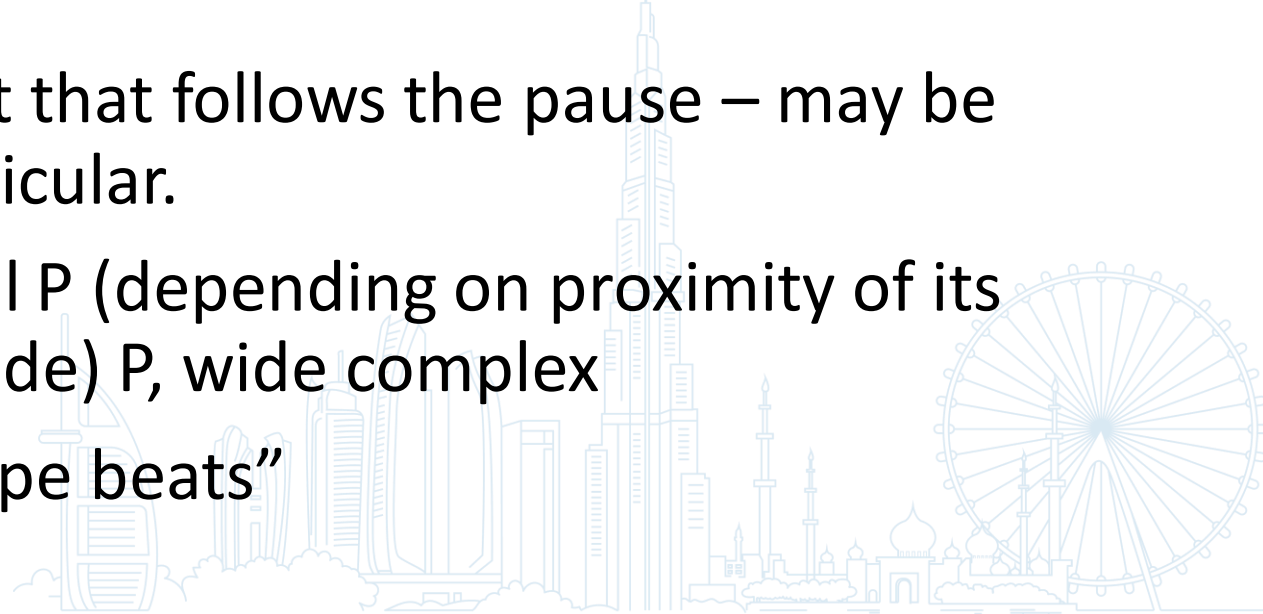 t that follows the pause – may be
icular.
l P (depending on proximity of its
de) P, wide complex
pe beats”